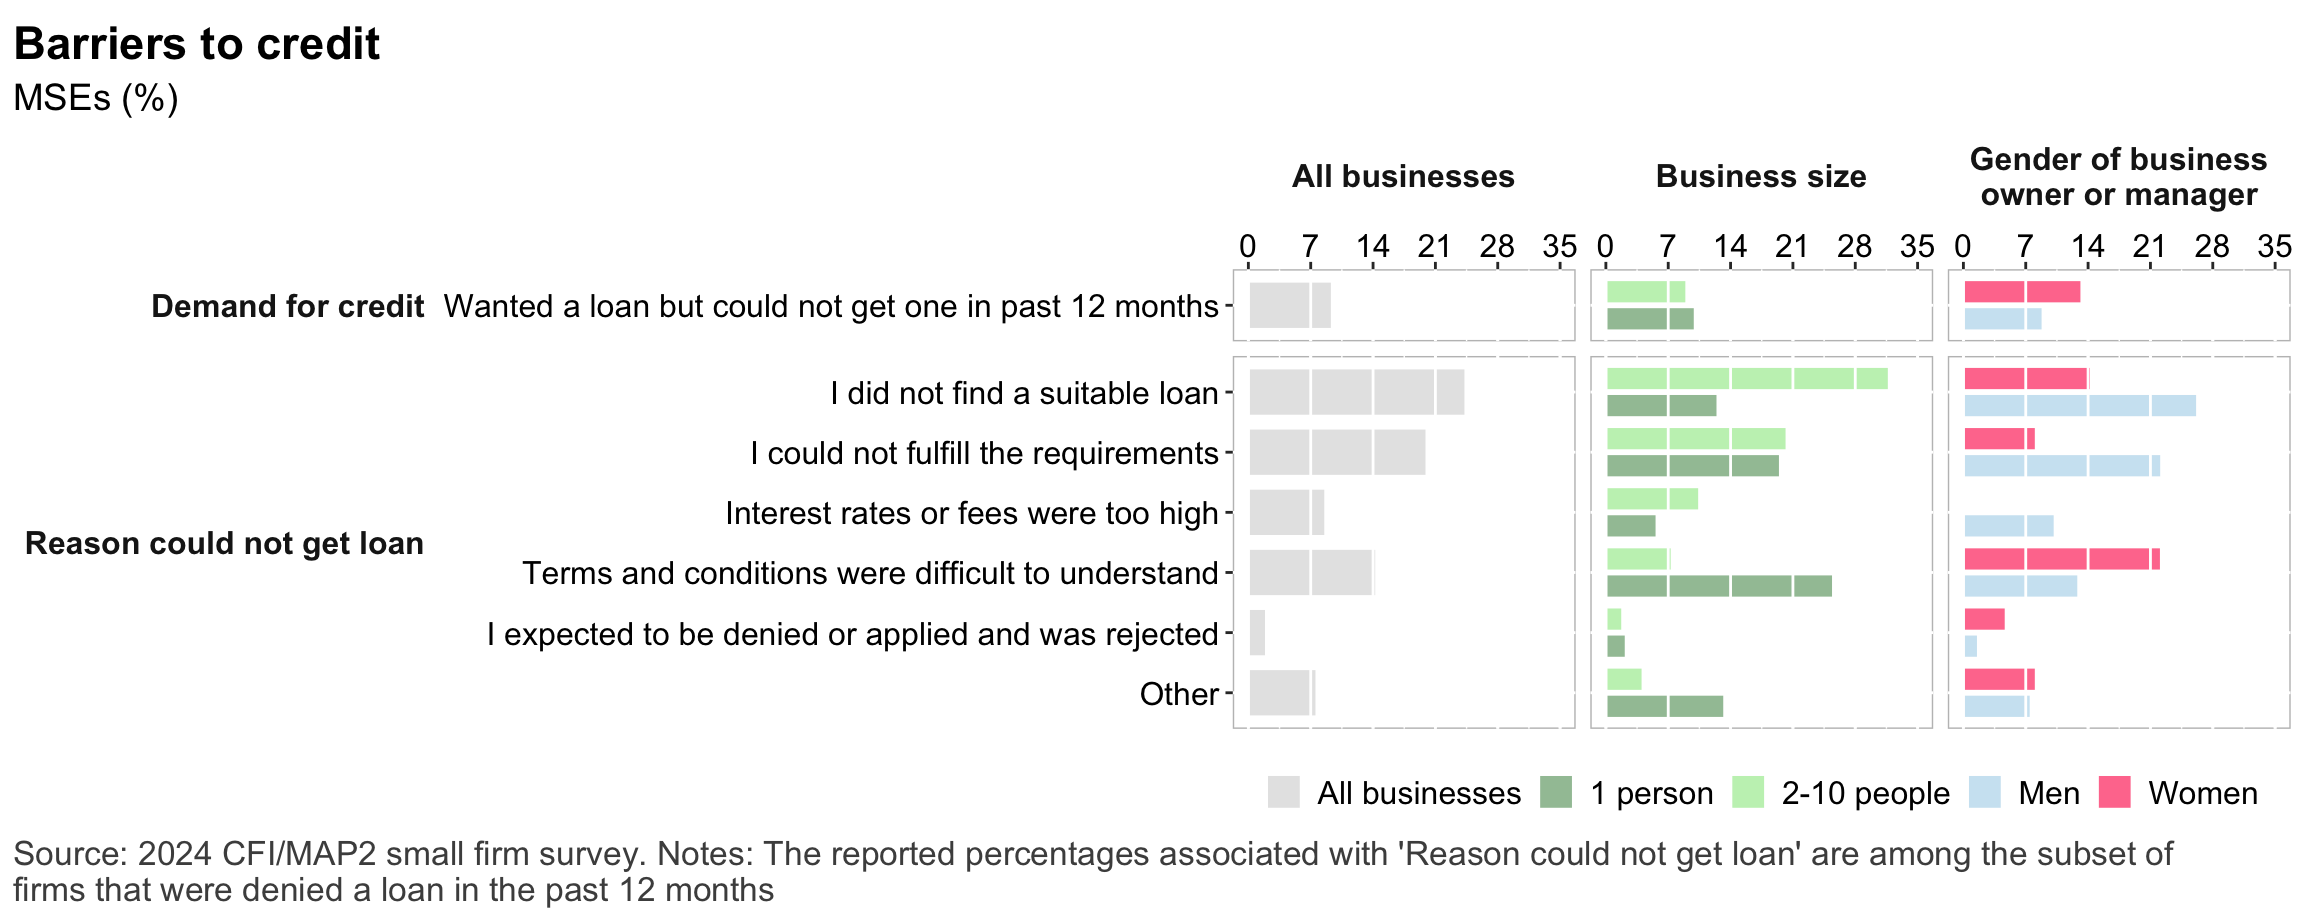 Barriers to credit
MSEs (%)
All businesses
Business size
Gender of business
owner or manager
0 7 14 21 28 35
0 7 14 21 28 35
0 7 14 21 28 35
Demand for credit
Wanted a loan but could not get one in past 12 months
Reason could not get loan
I did not find a suitable loan
I could not fulfill the requirements
Interest rates or fees were too high
Terms and conditions were difficult to understand
I expected to be denied or applied and was rejected
Other
All businesses
1 person
2-10 people
Men
Women
Source: 2024 CFI/MAP2 small firm survey. Notes: The reported percentages associated with 'Reason could not get loan' are among the subset of
firms that were denied a loan in the past 12 months